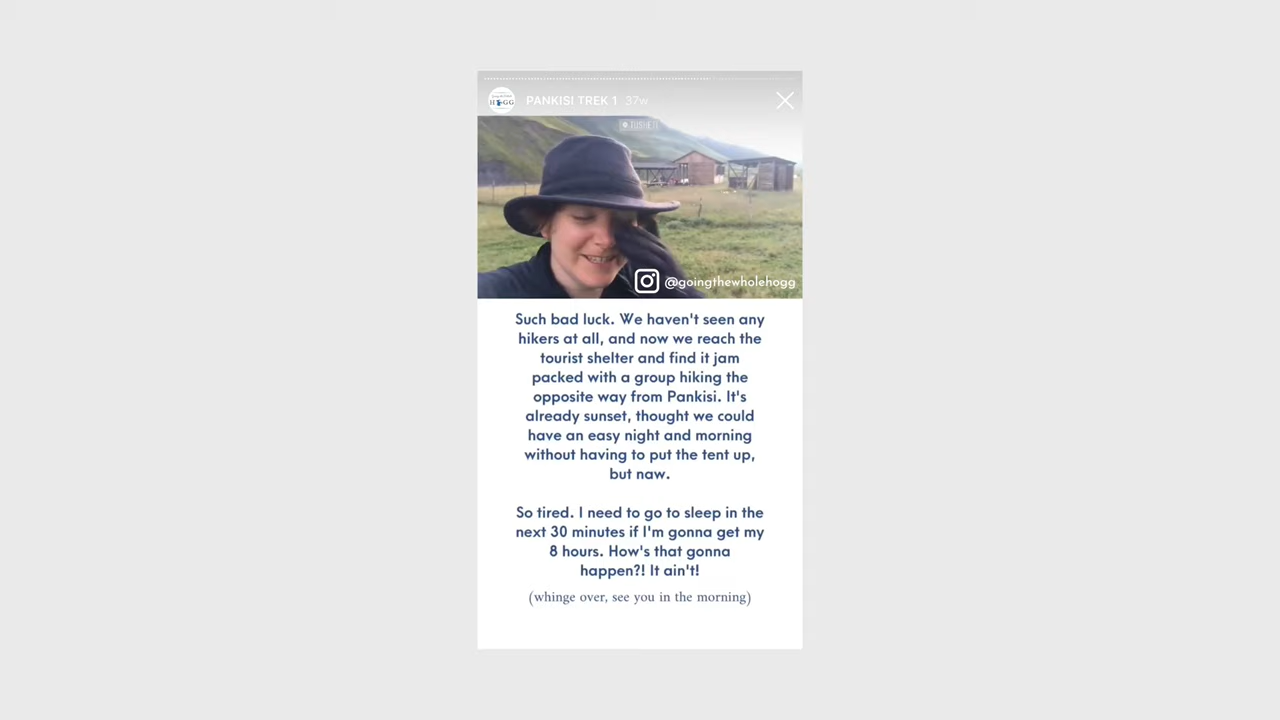 HOGG
PANKISI TREK 1 37w
TUSHETI
@goingthewholehogg
Such bad luck. We haven't seen any
hikers at all, and now we reach the
tourist shelter and find it jam
packed with a group hiking the
opposite way from Pankisi. It's
already sunset, thought we could
have an easy night and morning
without having to put the tent up,
but naw.
So tired. I need to go to sleep in the
next 30 minutes if I'm gonna get my
8 hours. How's that gonna
happen?! It ain't!
(whinge over, see you in the morning)